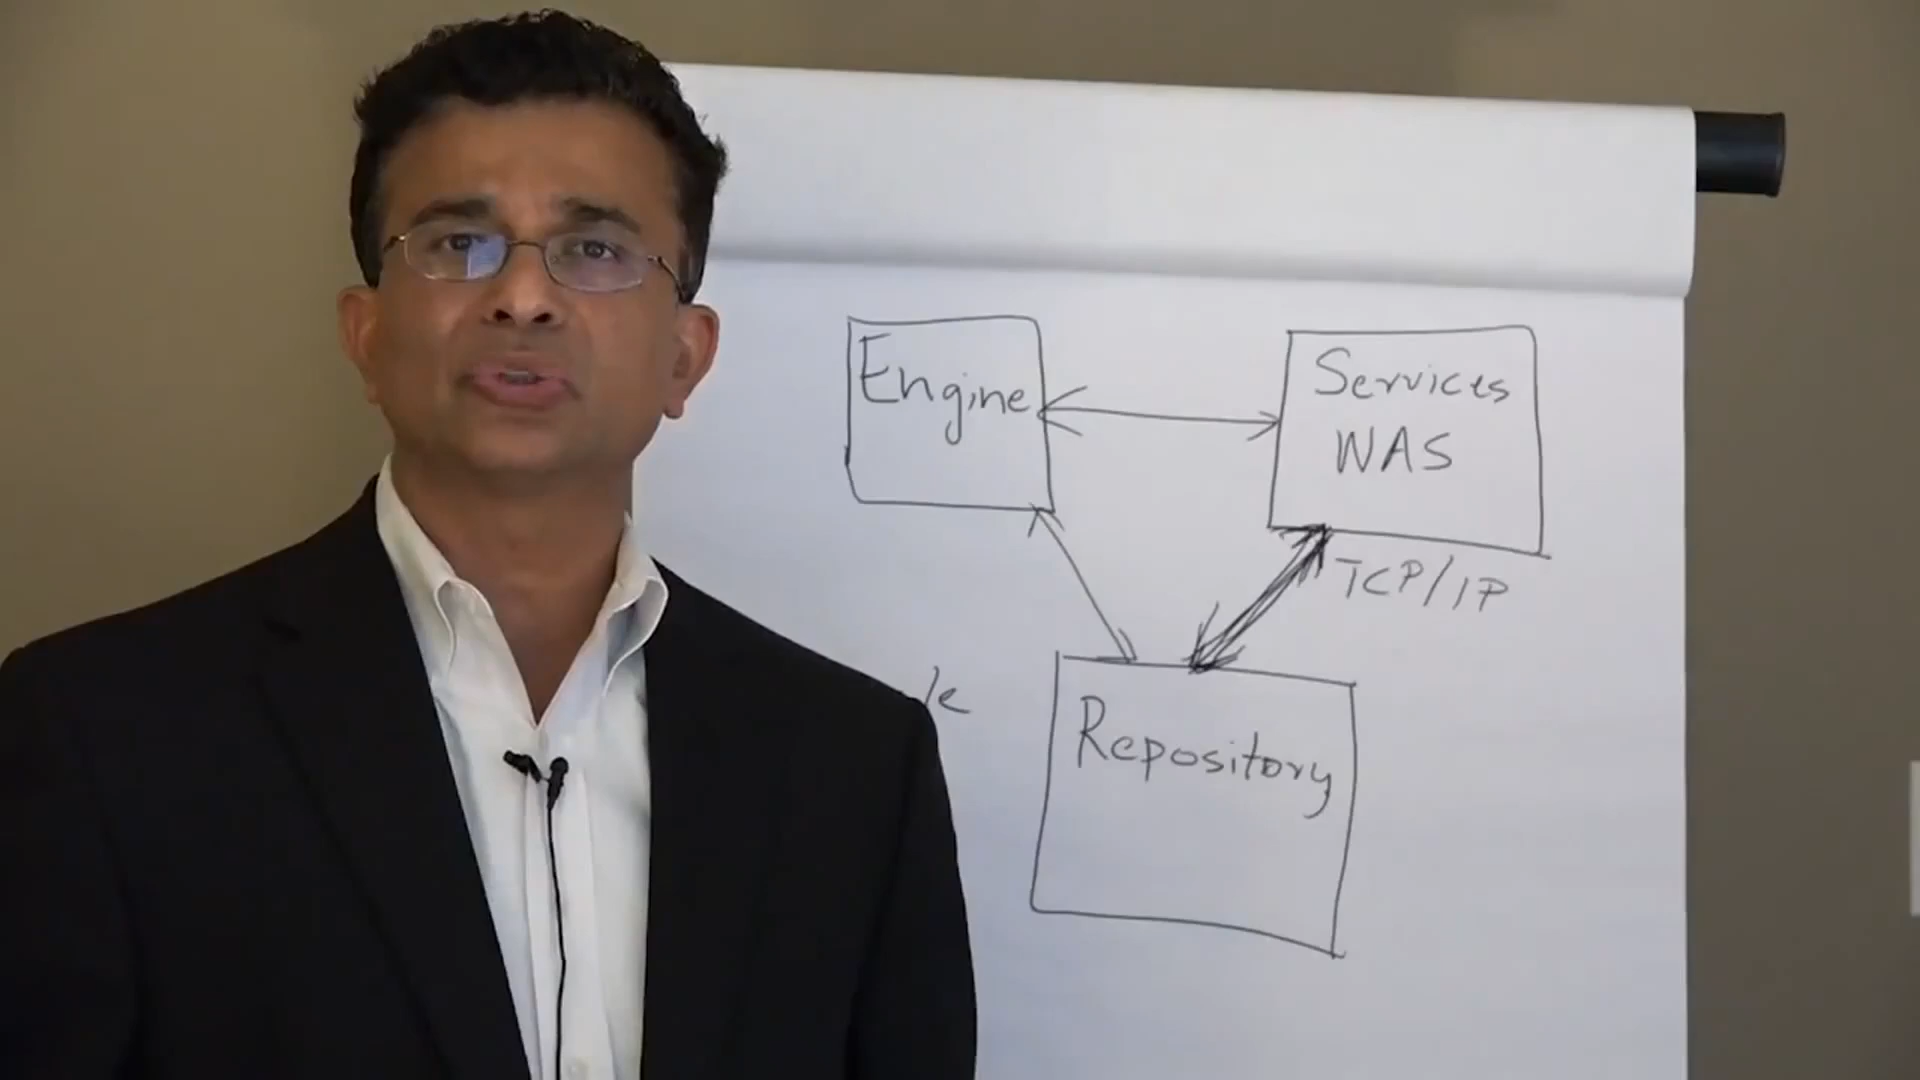 Engine
Services
WAS
TCP/IP
Repository